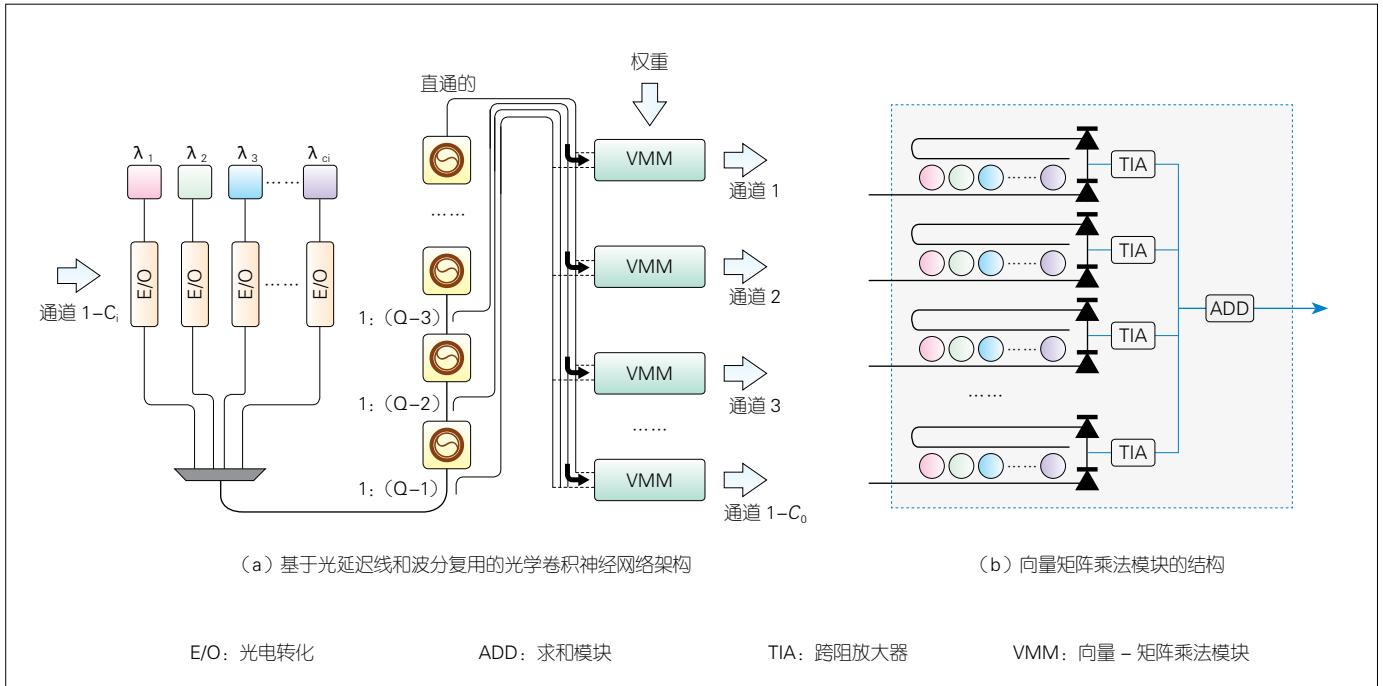 权重
直通的
λ1 λ2 λ3 …… λci
E/O E/O E/O …… E/O
通道 1–Ci
……
1:(Q–3)
1:(Q–2)
1:(Q–1)
VMM
通道 1
VMM
通道 2
VMM
通道 3
……
VMM
通道 1–C0
TIA
……
TIA
……
TIA
……
ADD
……
TIA
……
(a)基于光延迟线和波分复用的光学卷积神经网络架构
(b)向量矩阵乘法模块的结构
E/O:光电转化 ADD:求和模块 TIA:跨阻放大器 VMM:向量 – 矩阵乘法模块